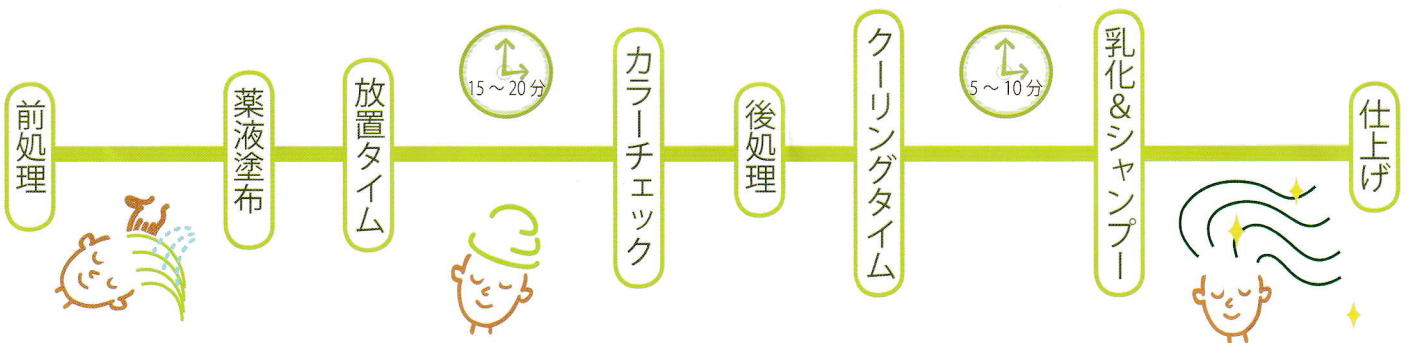 前処理
薬液塗布
放置タイム
15～20分
カラーチェック
後処理
クーリングタイム
5～10分
乳化&シャンプー
仕上げ